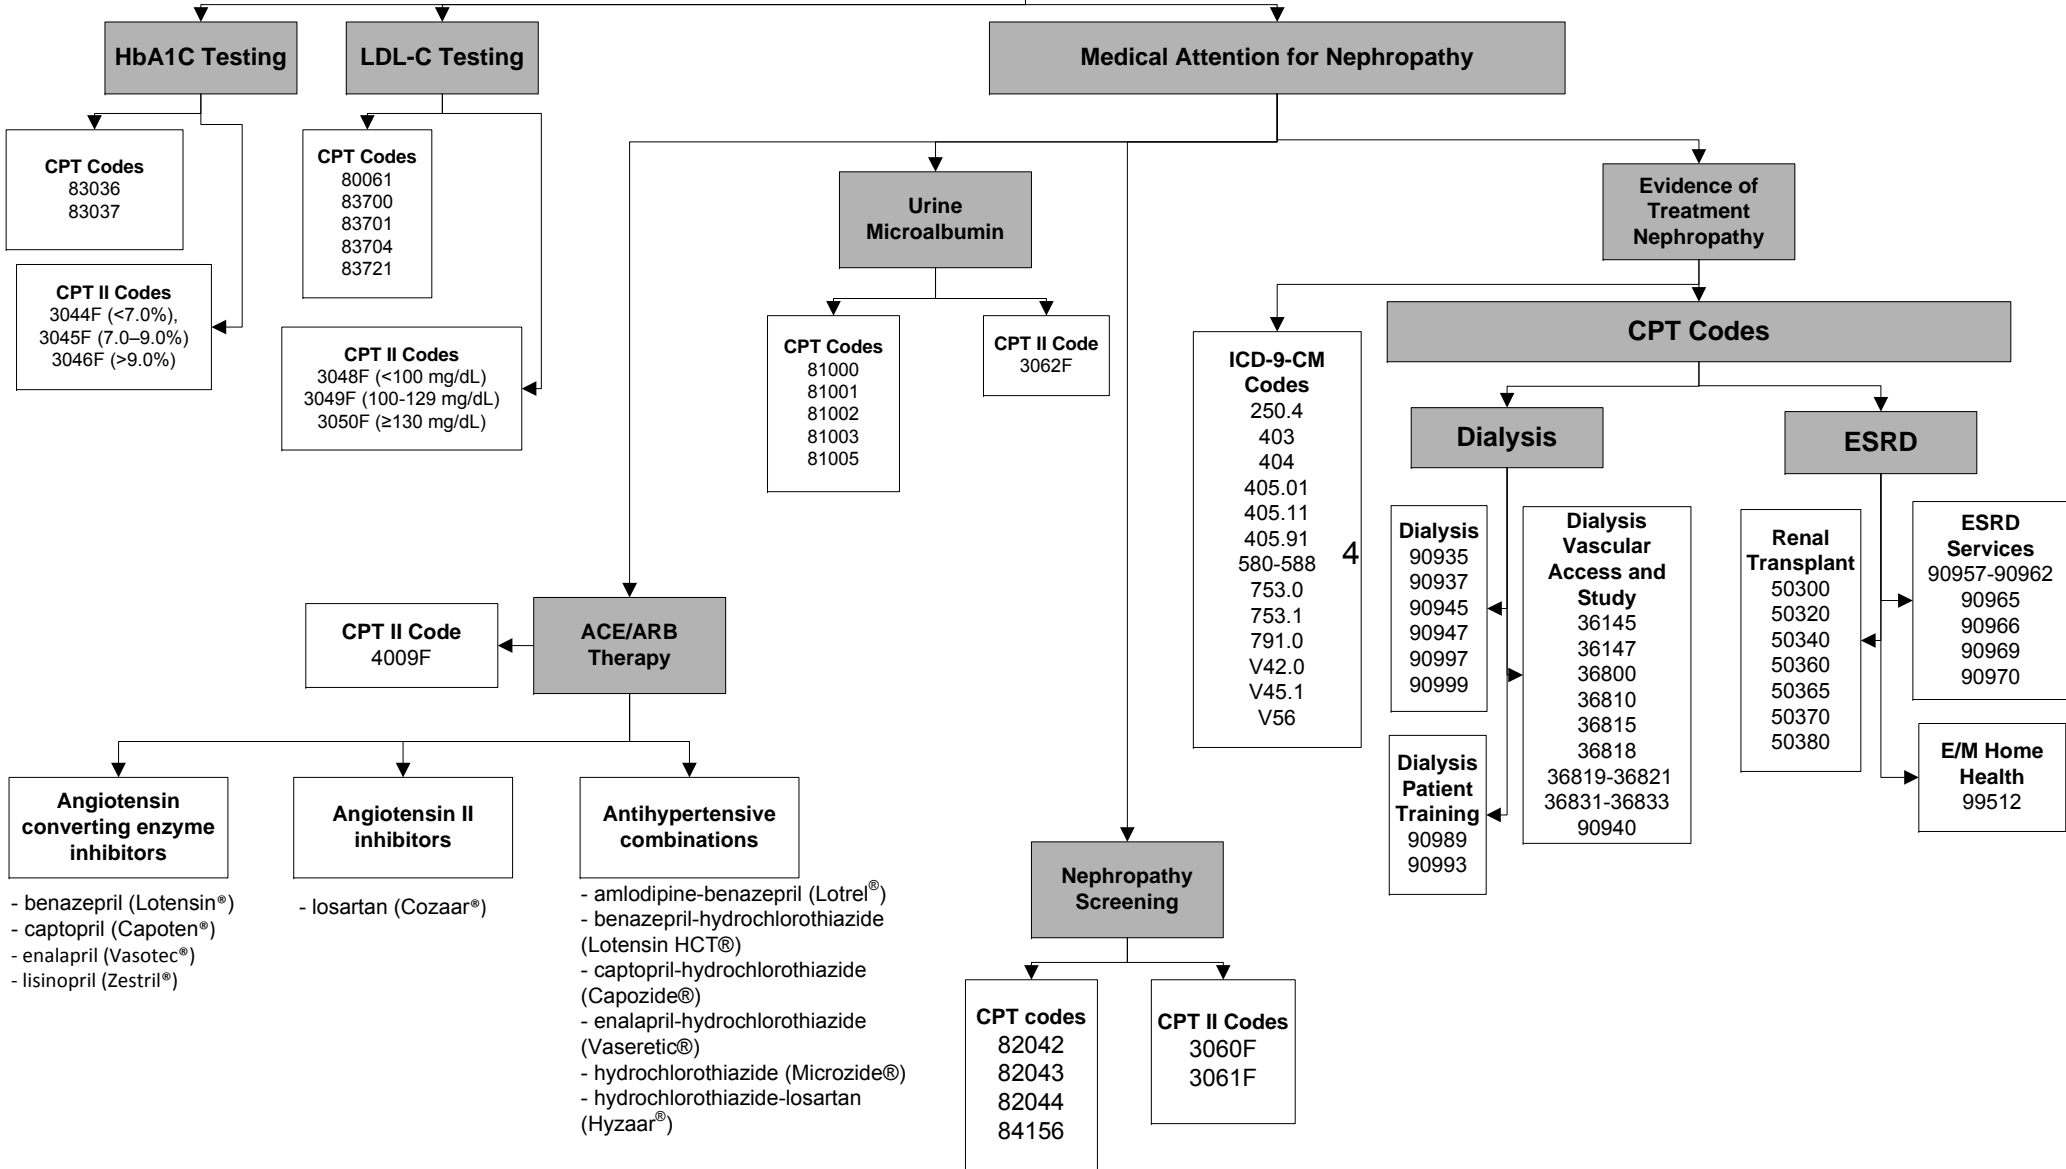 HbA1C Testing
LDL-C Testing
Medical Attention for Nephropathy
CPT Codes
83036
83037
CPT II Codes
3044F (<7.0%),
3045F (7.0–9.0%)
3046F (>9.0%)
CPT Codes
80061
83700
83701
83704
83721
CPT II Codes
3048F (<100 mg/dL)
3049F (100-129 mg/dL)
3050F (≥130 mg/dL)
Urine
Microalbumin
CPT Codes
81000
81001
81002
81003
81005
CPT II Code
3062F
Evidence of
Treatment
Nephropathy
ICD-9-CM
Codes
250.4
403
404
405.01
405.11
405.91
580-588
753.0
753.1
791.0
V42.0
V45.1
V56
4
CPT Codes
Dialysis
ESRD
Dialysis
90935
90937
90945
90947
90997
90999
Dialysis
Patient
Training
90989
90993
Dialysis
Vascular
Access and
Study
36145
36147
36800
36810
36815
36818
36819-36821
36831-36833
90940
Renal
Transplant
50300
50320
50340
50360
50365
50370
50380
ESRD
Services
90957-90962
90965
90966
90969
90970
E/M Home
Health
99512
CPT II Code
4009F
ACE/ARB
Therapy
Angiotensin
converting enzyme
inhibitors
- benazepril (Lotensin®)
- captopril (Capoten®)
- enalapril (Vasotec®)
- lisinopril (Zestril®)
Angiotensin II
inhibitors
- losartan (Cozaar®)
Antihypertensive
combinations
- amlodipine-benazepril (Lotrel®)
- benazepril-hydrochlorothiazide
(Lotensin HCT®)
- captopril-hydrochlorothiazide
(Capozide®)
- enalapril-hydrochlorothiazide
(Vaseretic®)
- hydrochlorothiazide (Microzide®)
- hydrochlorothiazide-losartan
(Hyzaar®)
Nephropathy
Screening
CPT codes
82042
82043
82044
84156
CPT II Codes
3060F
3061F